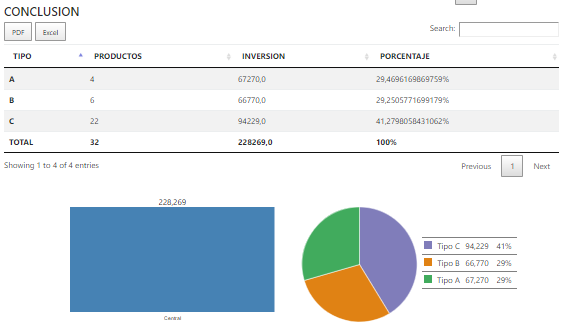 CONCLUSION
PDF Excel Search:
TIPO PRODUCTOS INVERSION PORCENTAJE
A 4 67270,0 29,4696169869759%
B 6 66770,0 29,2505771699179%
C 22 94229,0 41,2798058431062%
TOTAL 32 228269,0 100%
Showing 1 to 4 of 4 entries Previous 1 Next
228,269
Tipo C 94,229 41%
Tipo B 66,770 29%
Tipo A 67,270 29%
Central